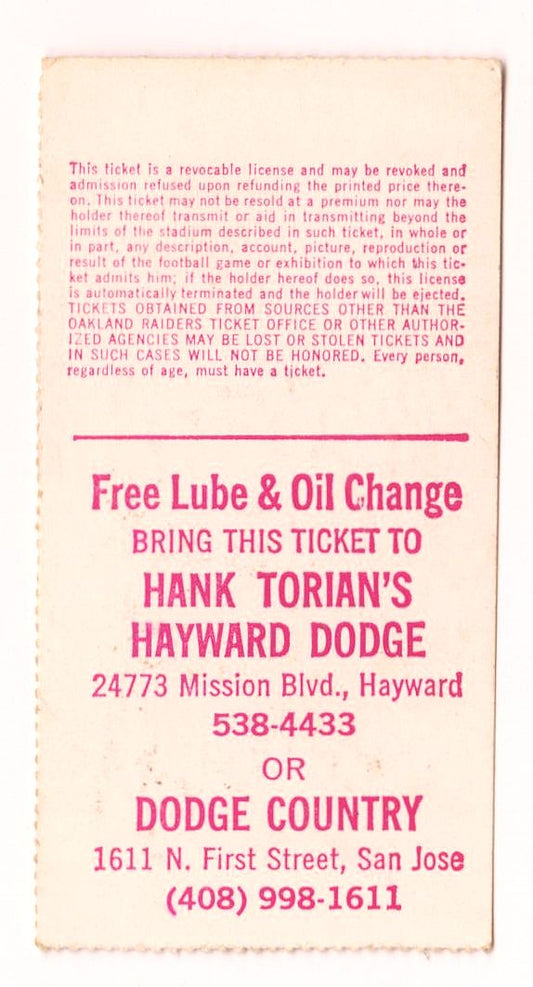 This ticket is a revocable license and may be revoked and
admission refused upon refunding the printed price there-
on. This ticket may not be resold at a premium nor may the
holder thereof transmit or aid in transmitting beyond the
limits of the stadium described in such ticket, in whole or
in part, any description, account, picture, reproduction or
result of the football game or exhibition to which this tic-
ket admits him; if the holder hereof does so, this license
is automatically terminated and the holder will be ejected.
TICKETS OBTAINED FROM SOURCES OTHER THAN THE
OAKLAND RAIDERS TICKET OFFICE OR OTHER AUTHOR-
IZED AGENCIES MAY BE LOST OR STOLEN TICKETS AND
IN SUCH CASES WILL NOT BE HONORED. Every person,
regardless of age, must have a ticket.
Free Lube & Oil Change
BRING THIS TICKET TO
HANK TORIAN'S
HAYWARD DODGE
24773 Mission Blvd., Hayward
538-4433
OR
DODGE COUNTRY
1611 N. First Street, San Jose
(408) 998-1611